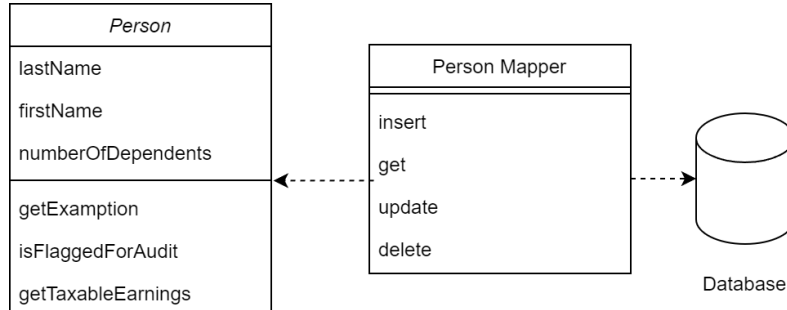 Person
lastName
firstName
numberOfDependents
getExamption
isFlaggedForAudit
getTaxableEarnings
Person Mapper
insert
get
update
delete
Database